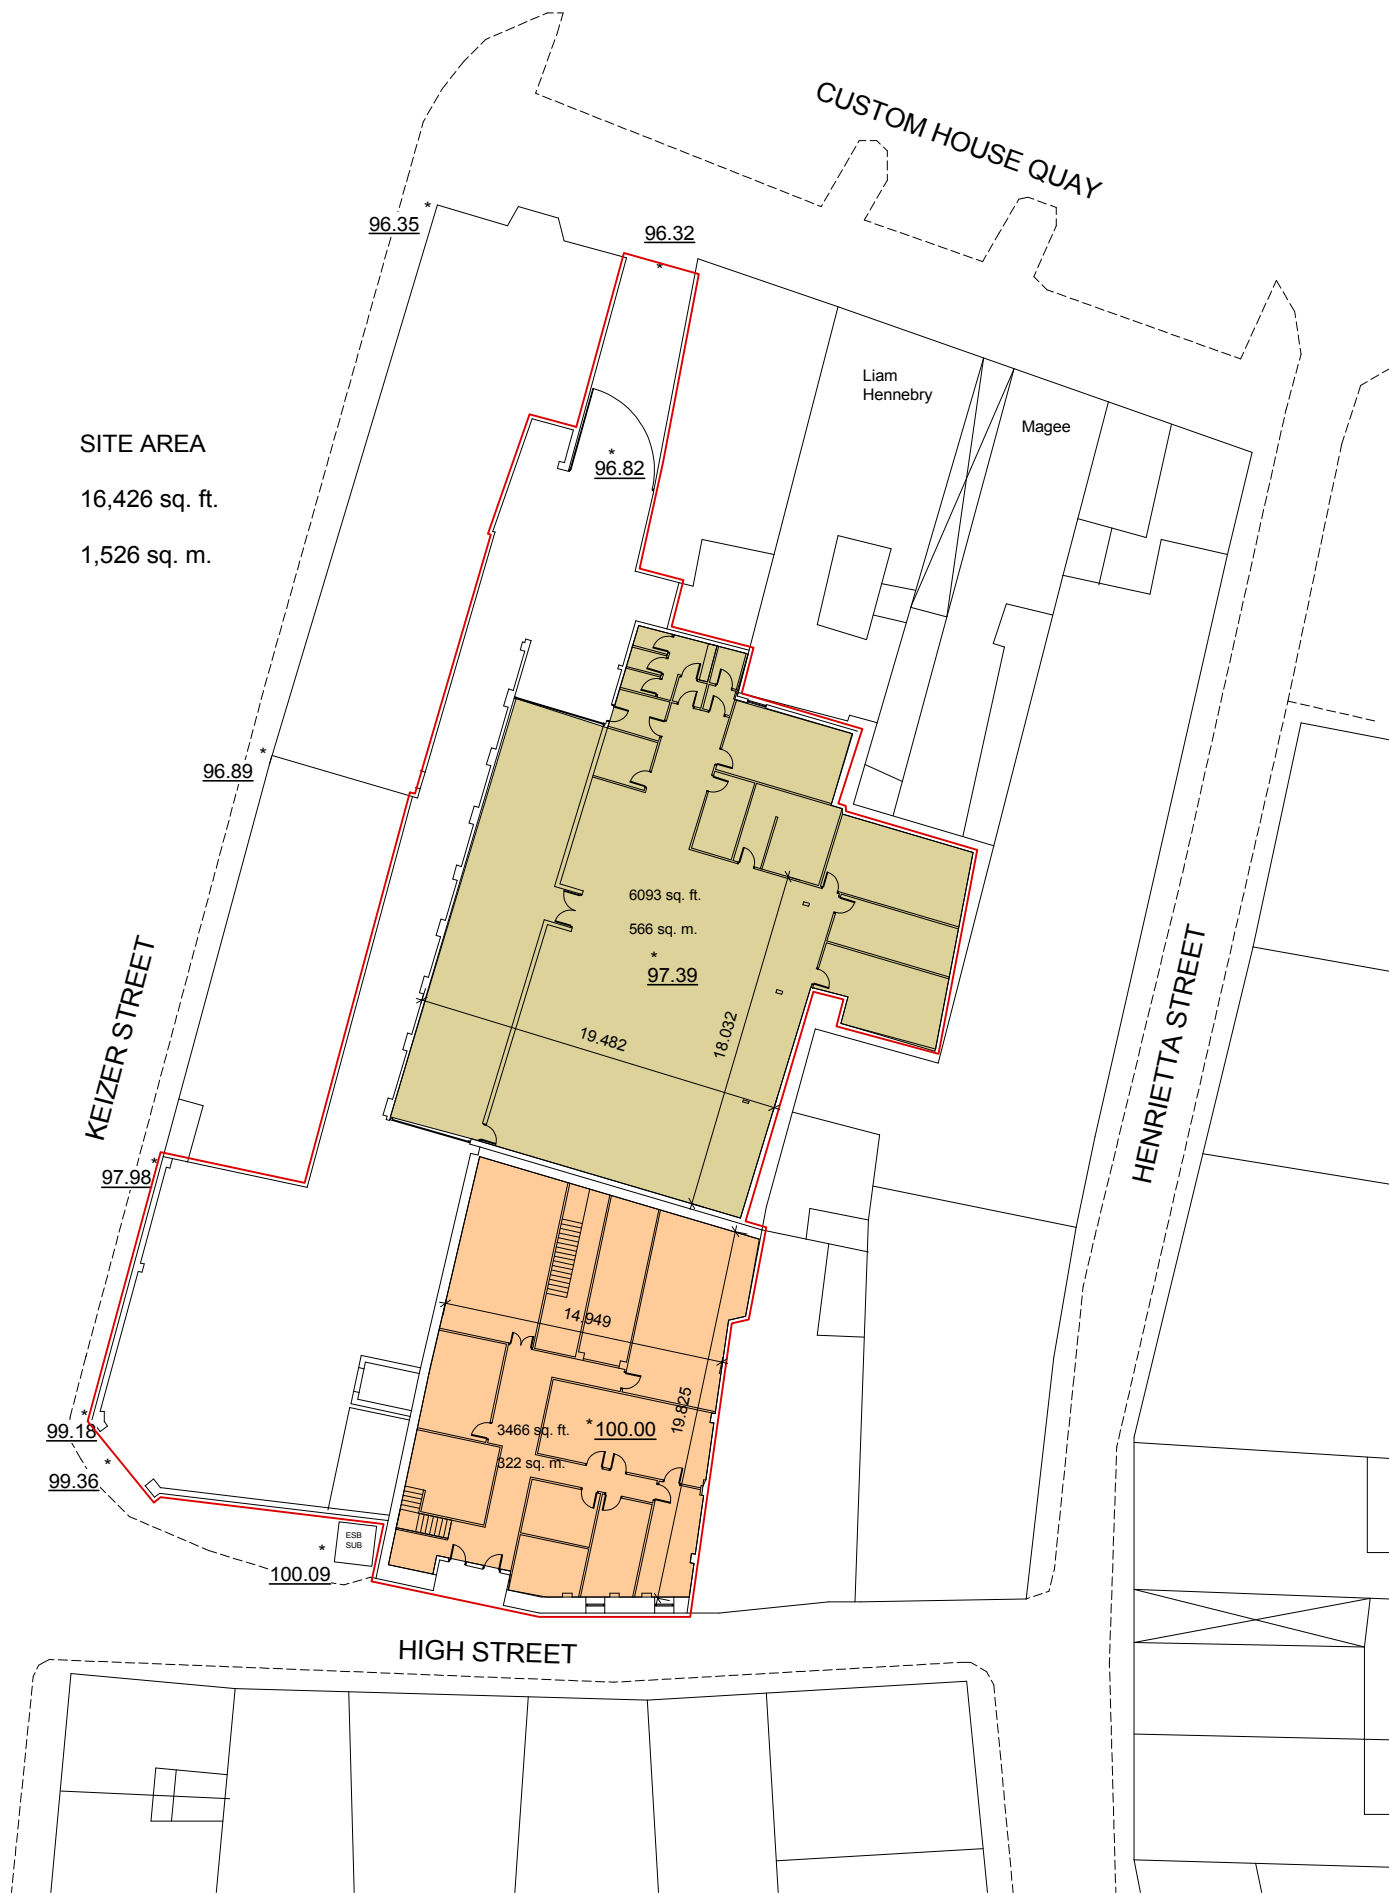 CUSTOM HOUSE QUAY
*
96.35
96.32
*
Liam
Hennebry
Magee
SITE AREA
16,426 sq. ft.
1,526 sq. m.
*
96.82
*
96.89
6093 sq. ft.
566 sq. m.
*
97.39
19.482
18.032
KEIZER STREET
HENRIETTA STREET
*
97.98
14.949
19.825
*
99.18
*
99.36
3466 sq. ft.
322 sq. m.
*
100.00
ESB
SUB
*
100.09
HIGH STREET